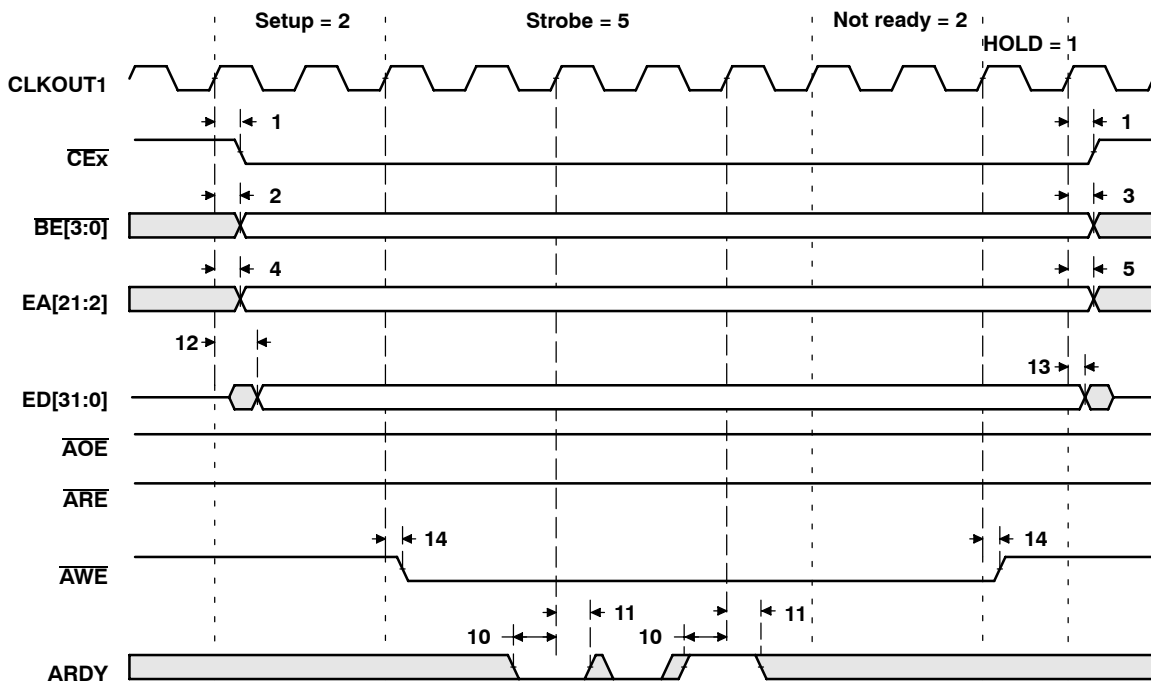 Setup = 2
Strobe = 5
Not ready = 2
HOLD = 1
CLKOUT1
1
1
CEx
2
3
BE[3:0]
4
5
EA[21:2]
12
13
ED[31:0]
AOE
ARE
14
14
AWE
10
11
10
11
ARDY